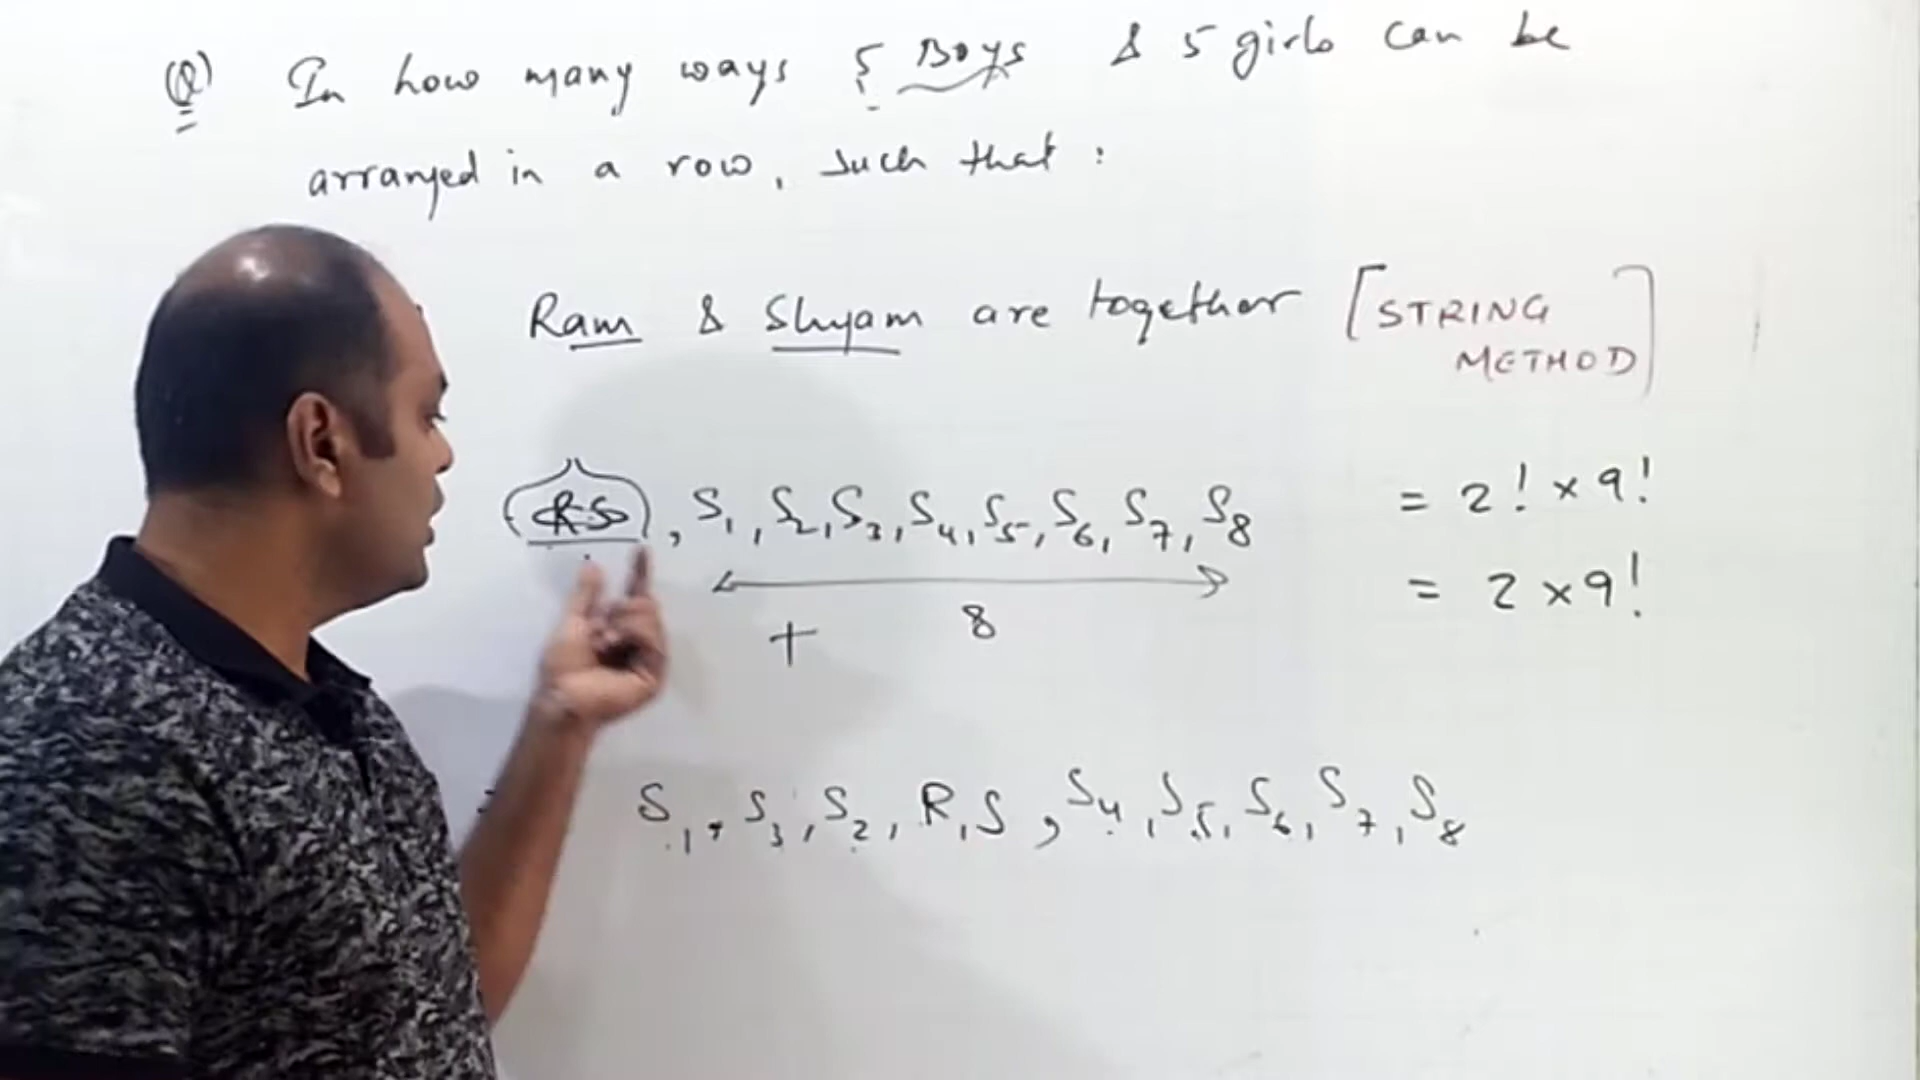 Q) In how many ways 5 Boys & 5 girls can be
arranged in a row, such that :
Ram & Shyam are together [STRING
METHOD]
RS, S1, S2, S3, S4, S5, S6, S7, S8 = 2! × 9!
8 = 2 × 9!
+
S1, S3, S2, R, S, S4, S5, S6, S7, S8